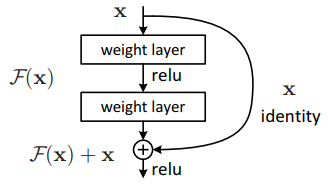 x
weight layer
relu
F(x)
weight layer
x
identity
F(x) + x
+
relu